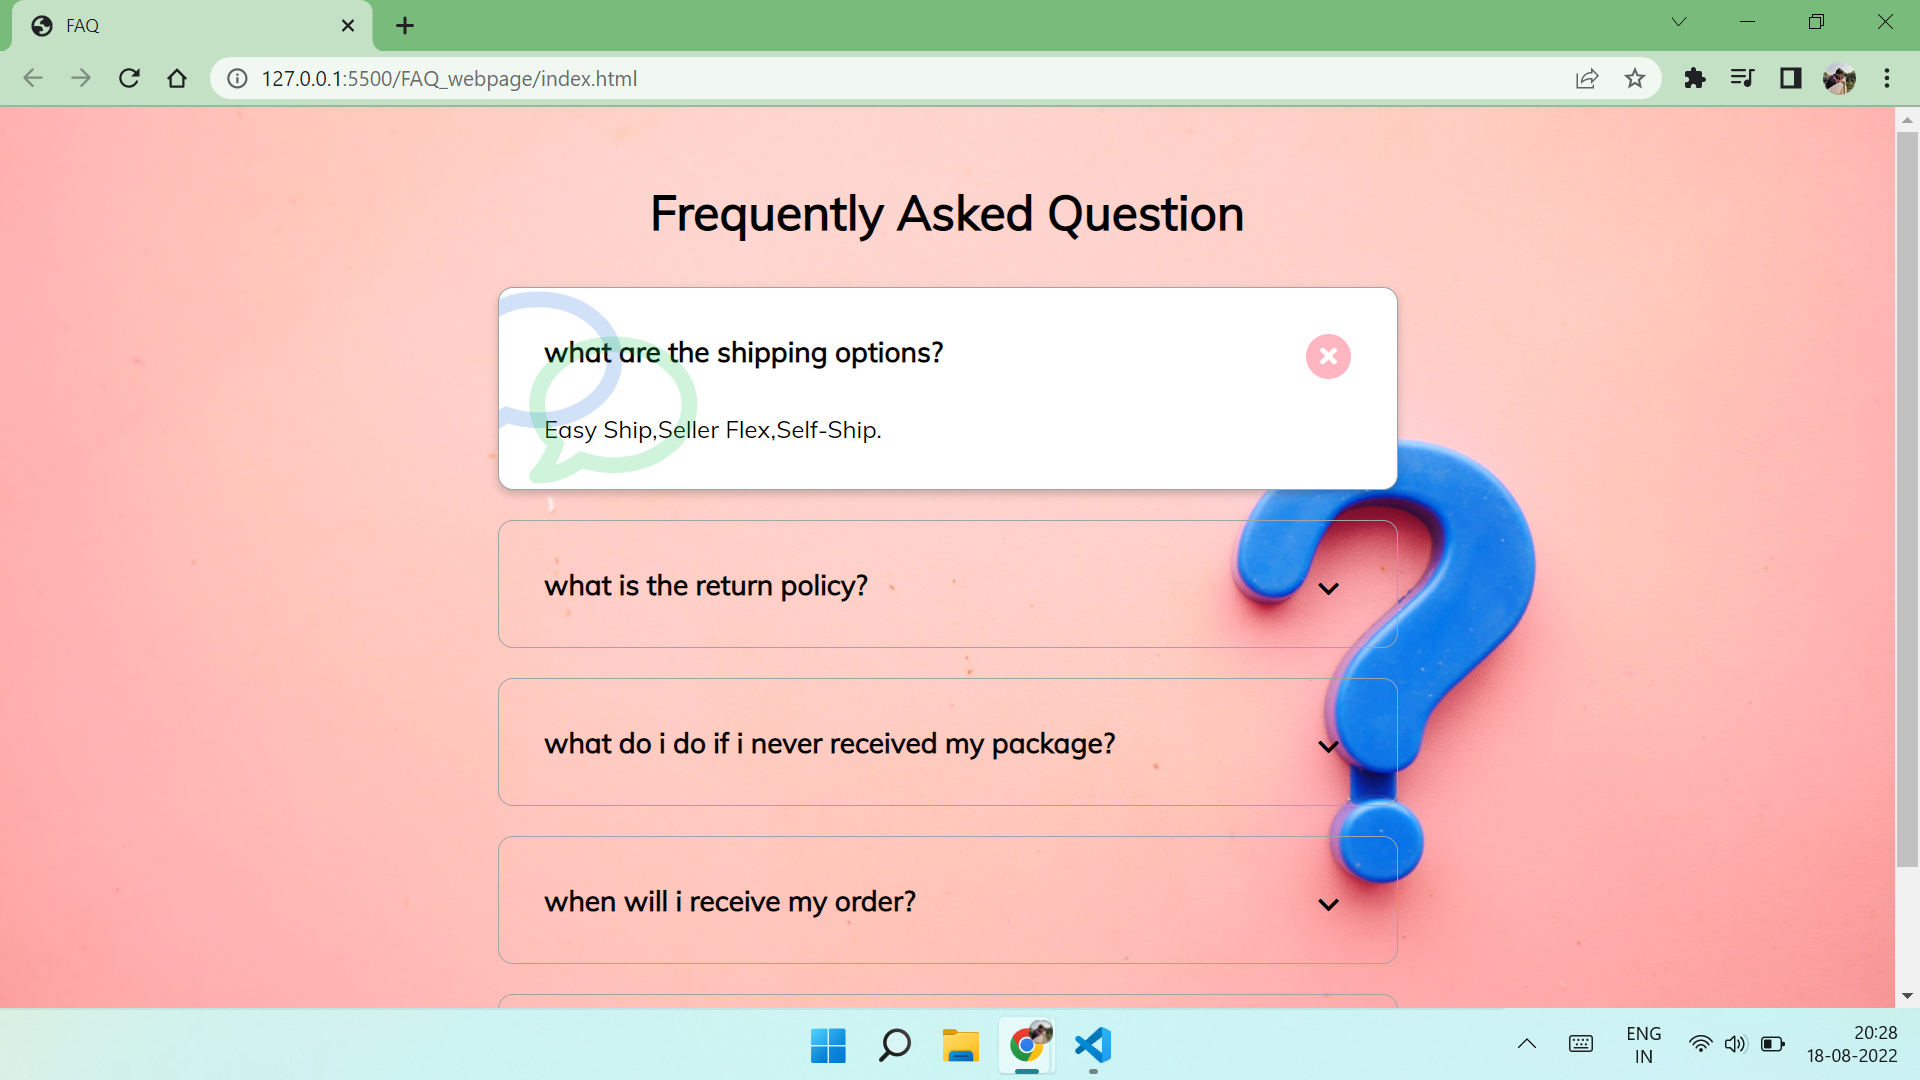 FAQ
127.0.0.1:5500/FAQ_webpage/index.html
Frequently Asked Question
what are the shipping options?
Easy Ship,Seller Flex,Self-Ship.
what is the return policy?
what do i do if i never received my package?
when will i receive my order?
ENG
IN
20:28
18-08-2022